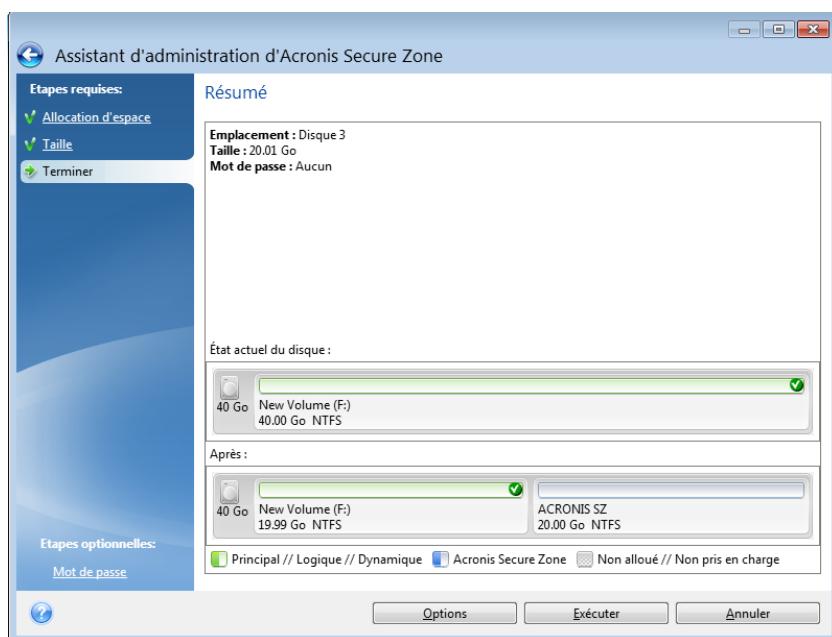 Assistant d'administration d'Acronis Secure Zone
Etapes requises:
Allocation d'espace
Taille
Terminer
Etapes optionnelles:
Mot de passe
Résumé
Emplacement : Disque 3
Taille : 20.01 Go
Mot de passe : Aucun
État actuel du disque :
40 Go
New Volume (F:)
40.00 Go NTFS
Après :
40 Go
New Volume (F:)
19.99 Go NTFS
ACRONIS SZ
20.00 Go NTFS
Principal // Logique // Dynamique Acronis Secure Zone Non alloué // Non pris en charge
? Options Exécuter Annuler